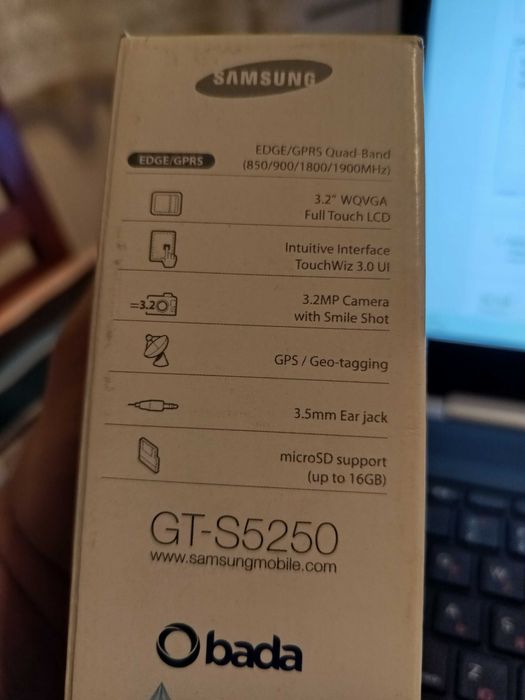 SAMSUNG
EDGE/GPRS
EDGE/GPRS Quad-Band
(850/900/1800/1900MHz)
3.2" WQVGA
Full Touch LCD
Intuitive Interface
TouchWiz 3.0 UI
=3.2
3.2MP Camera
with Smile Shot
GPS / Geo-tagging
3.5mm Ear jack
microSD support
(up to 16GB)
GT-S5250
www.samsungmobile.com
bada